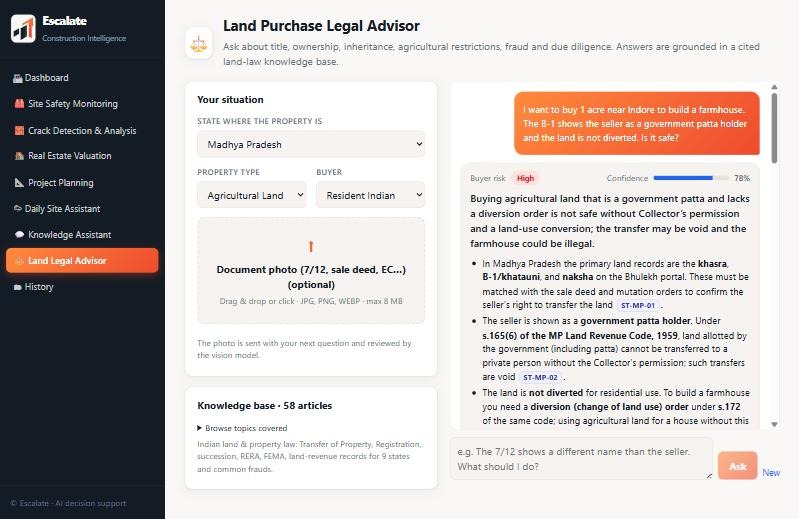 Escalate
Construction Intelligence
Dashboard
Site Safety Monitoring
Crack Detection & Analysis
Real Estate Valuation
Project Planning
Daily Site Assistant
Knowledge Assistant
Land Legal Advisor
History
© Escalate · AI decision support
Land Purchase Legal Advisor
Ask about title, ownership, inheritance, agricultural restrictions, fraud and due diligence. Answers are grounded in a cited
land-law knowledge base.
Your situation
STATE WHERE THE PROPERTY IS
Madhya Pradesh
PROPERTY TYPE
BUYER
Agricultural Land
Resident Indian
Document photo (7/12, sale deed, EC...)
(optional)
Drag & drop or click · JPG, PNG, WEBP · max 8 MB
The photo is sent with your next question and reviewed by
the vision model.
Knowledge base · 58 articles
Browse topics covered
Indian land & property law: Transfer of Property, Registration,
succession, RERA, FEMA, land-revenue records for 9 states
and common frauds.
I want to buy 1 acre near Indore to build a farmhouse.
The B-1 shows the seller as a government patta holder
and the land is not diverted. Is it safe?
Buyer risk High Confidence 78%
Buying agricultural land that is a government patta and lacks
a diversion order is not safe without Collector's permission
and a land-use conversion; the transfer may be void and the
farmhouse could be illegal.
• In Madhya Pradesh the primary land records are the khasra,
B-1/khatauni, and naksha on the Bhulekh portal. These must be
matched with the sale deed and mutation orders to confirm the
seller's right to transfer the land ST-MP-01 .
• The seller is shown as a government patta holder. Under
s.165(6) of the MP Land Revenue Code, 1959, land allotted by
the government (including patta) cannot be transferred to a
private person without the Collector's permission; such transfers
are void ST-MP-02 .
• The land is not diverted for residential use. To build a farmhouse
you need a diversion (change of land use) order under s.172
of the same code; using agricultural land for a house without this
e.g. The 7/12 shows a different name than the seller.
What should I do?
Ask
New